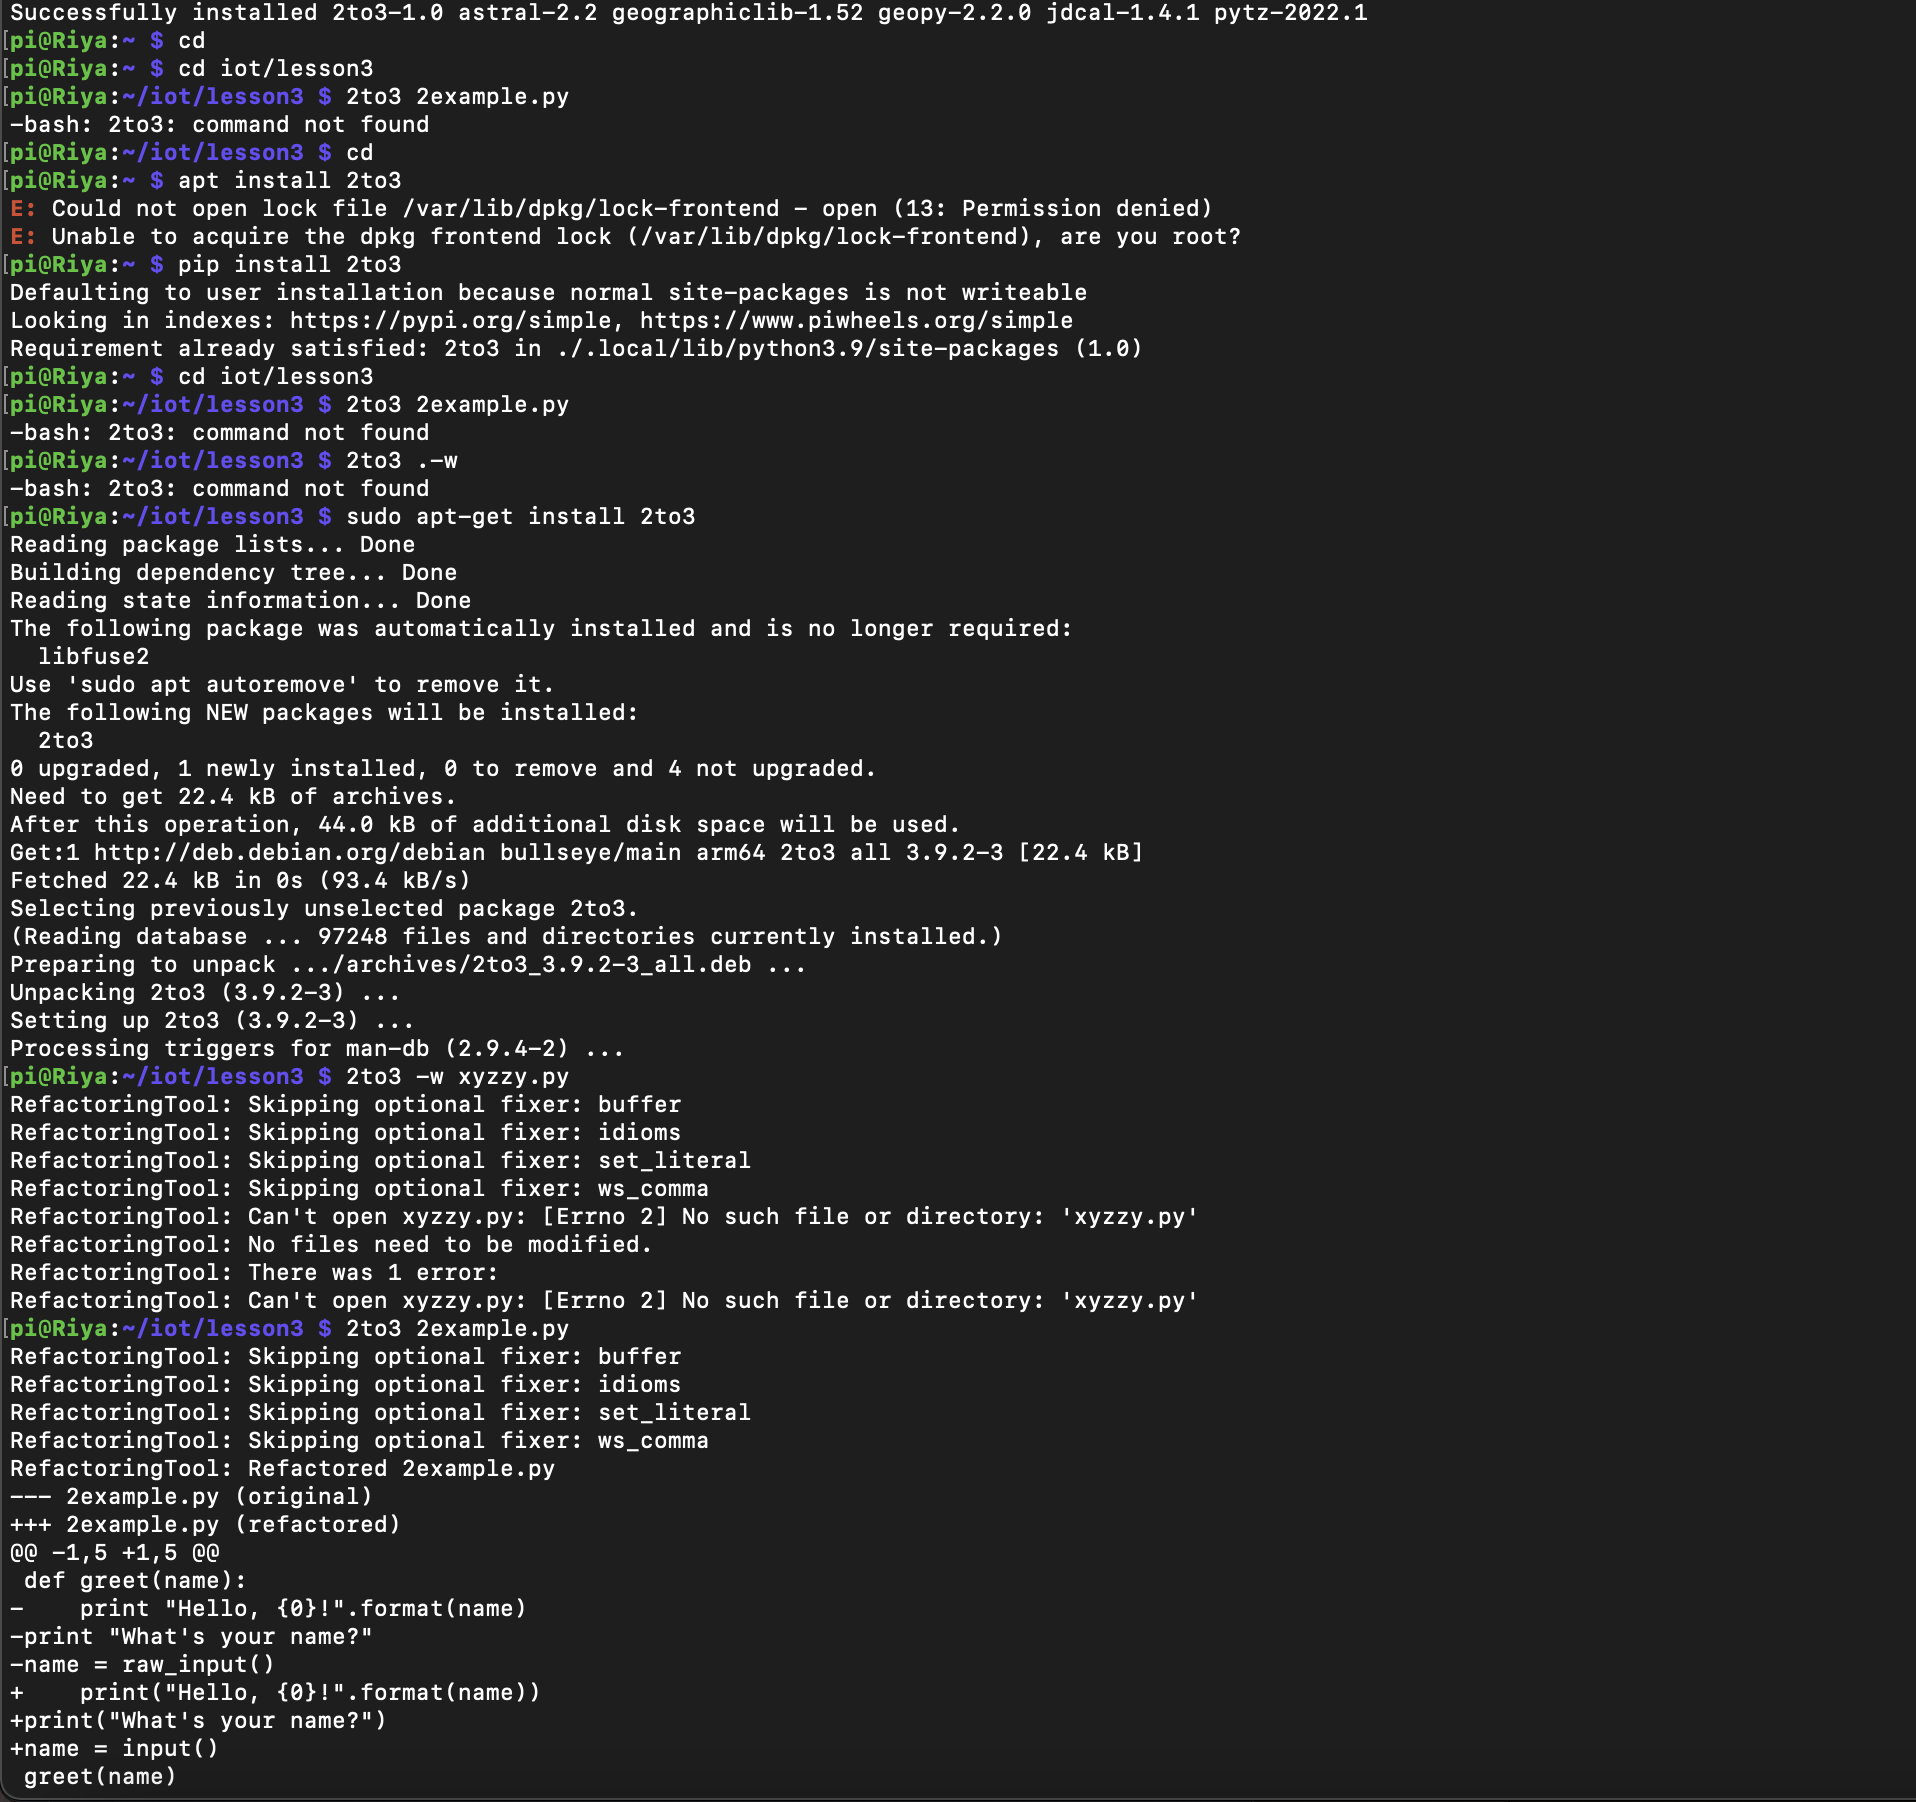 Successfully installed 2to3-1.0 astral-2.2 geographiclib-1.52 geopy-2.2.0 jdcal-1.4.1 pytz-2022.1
[pi@Riya:~ $ cd
[pi@Riya:~ $ cd iot/lesson3
[pi@Riya:~/iot/lesson3 $ 2to3 2example.py
-bash: 2to3: command not found
[pi@Riya:~/iot/lesson3 $ cd
[pi@Riya:~ $ apt install 2to3
E: Could not open lock file /var/lib/dpkg/lock-frontend - open (13: Permission denied)
E: Unable to acquire the dpkg frontend lock (/var/lib/dpkg/lock-frontend), are you root?
[pi@Riya:~ $ pip install 2to3
Defaulting to user installation because normal site-packages is not writeable
Looking in indexes: https://pypi.org/simple, https://www.piwheels.org/simple
Requirement already satisfied: 2to3 in ./.local/lib/python3.9/site-packages (1.0)
[pi@Riya:~ $ cd iot/lesson3
[pi@Riya:~/iot/lesson3 $ 2to3 2example.py
-bash: 2to3: command not found
[pi@Riya:~/iot/lesson3 $ 2to3 .-w
-bash: 2to3: command not found
[pi@Riya:~/iot/lesson3 $ sudo apt-get install 2to3
Reading package lists... Done
Building dependency tree... Done
Reading state information... Done
The following package was automatically installed and is no longer required:
  libfuse2
Use 'sudo apt autoremove' to remove it.
The following NEW packages will be installed:
  2to3
0 upgraded, 1 newly installed, 0 to remove and 4 not upgraded.
Need to get 22.4 kB of archives.
After this operation, 44.0 kB of additional disk space will be used.
Get:1 http://deb.debian.org/debian bullseye/main arm64 2to3 all 3.9.2-3 [22.4 kB]
Fetched 22.4 kB in 0s (93.4 kB/s)
Selecting previously unselected package 2to3.
(Reading database ... 97248 files and directories currently installed.)
Preparing to unpack .../archives/2to3_3.9.2-3_all.deb ...
Unpacking 2to3 (3.9.2-3) ...
Setting up 2to3 (3.9.2-3) ...
Processing triggers for man-db (2.9.4-2) ...
[pi@Riya:~/iot/lesson3 $ 2to3 -w xyzzy.py
RefactoringTool: Skipping optional fixer: buffer
RefactoringTool: Skipping optional fixer: idioms
RefactoringTool: Skipping optional fixer: set_literal
RefactoringTool: Skipping optional fixer: ws_comma
RefactoringTool: Can't open xyzzy.py: [Errno 2] No such file or directory: 'xyzzy.py'
RefactoringTool: No files need to be modified.
RefactoringTool: There was 1 error:
RefactoringTool: Can't open xyzzy.py: [Errno 2] No such file or directory: 'xyzzy.py'
[pi@Riya:~/iot/lesson3 $ 2to3 2example.py
RefactoringTool: Skipping optional fixer: buffer
RefactoringTool: Skipping optional fixer: idioms
RefactoringTool: Skipping optional fixer: set_literal
RefactoringTool: Skipping optional fixer: ws_comma
RefactoringTool: Refactored 2example.py
--- 2example.py (original)
+++ 2example.py (refactored)
@@ -1,5 +1,5 @@
 def greet(name):
-    print "Hello, {0}!".format(name)
-print "What's your name?"
-name = raw_input()
+    print("Hello, {0}!".format(name))
+print("What's your name?")
+name = input()
 greet(name)